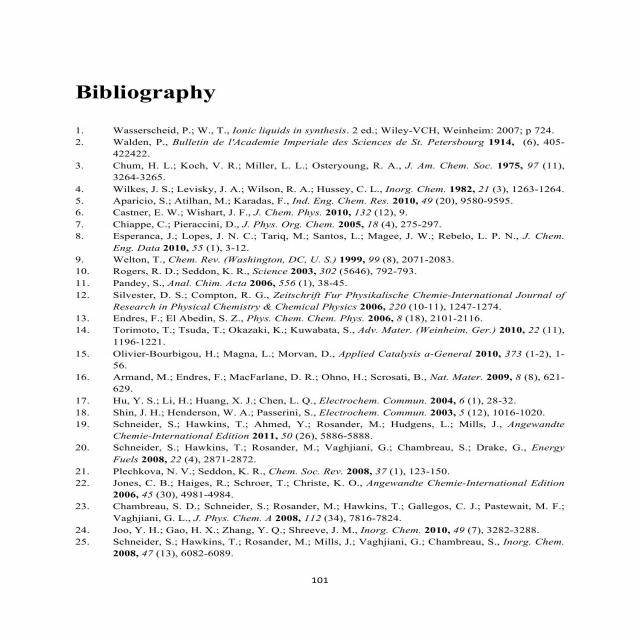 Bibliography
1. Wasserscheid, P.; W., T., Ionic liquids in synthesis. 2 ed.; Wiley-VCH, Weinheim: 2007; p 724.
2. Walden, P., Bulletin de l'Academie Imperiale des Sciences de St. Petersbourg 1914, (6), 405-
422422.
3. Chum, H. L.; Koch, V. R.; Miller, L. L.; Osteryoung, R. A., J. Am. Chem. Soc. 1975, 97 (11),
3264-3265.
4. Wilkes, J. S.; Levisky, J. A.; Wilson, R. A.; Hussey, C. L., Inorg. Chem. 1982, 21 (3), 1263-1264.
5. Aparicio, S.; Atilhan, M.; Karadas, F., Ind. Eng. Chem. Res. 2010, 49 (20), 9580-9595.
6. Castner, E. W.; Wishart, J. F., J. Chem. Phys. 2010, 132 (12), 9.
7. Chiappe, C.; Pieraccini, D., J. Phys. Org. Chem. 2005, 18 (4), 275-297.
8. Esperanca, J.; Lopes, J. N. C.; Tariq, M.; Santos, L.; Magee, J. W.; Rebelo, L. P. N., J. Chem.
Eng. Data 2010, 55 (1), 3-12.
9. Welton, T., Chem. Rev. (Washington, DC, U. S.) 1999, 99 (8), 2071-2083.
10. Rogers, R. D.; Seddon, K. R., Science 2003, 302 (5646), 792-793.
11. Pandey, S., Anal. Chim. Acta 2006, 556 (1), 38-45.
12. Silvester, D. S.; Compton, R. G., Zeitschrift Fur Physikalische Chemie-International Journal of
Research in Physical Chemistry & Chemical Physics 2006, 220 (10-11), 1247-1274.
13. Endres, F.; El Abedin, S. Z., Phys. Chem. Chem. Phys. 2006, 8 (18), 2101-2116.
14. Torimoto, T.; Tsuda, T.; Okazaki, K.; Kuwabata, S., Adv. Mater. (Weinheim, Ger.) 2010, 22 (11),
1196-1221.
15. Olivier-Bourbigou, H.; Magna, L.; Morvan, D., Applied Catalysis a-General 2010, 373 (1-2), 1-
56.
16. Armand, M.; Endres, F.; MacFarlane, D. R.; Ohno, H.; Scrosati, B., Nat. Mater. 2009, 8 (8), 621-
629.
17. Hu, Y. S.; Li, H.; Huang, X. J.; Chen, L. Q., Electrochem. Commun. 2004, 6 (1), 28-32.
18. Shin, J. H.; Henderson, W. A.; Passerini, S., Electrochem. Commun. 2003, 5 (12), 1016-1020.
19. Schneider, S.; Hawkins, T.; Ahmed, Y.; Rosander, M.; Hudgens, L.; Mills, J., Angewandte
Chemie-International Edition 2011, 50 (26), 5886-5888.
20. Schneider, S.; Hawkins, T.; Rosander, M.; Vaghjiani, G.; Chambreau, S.; Drake, G., Energy
Fuels 2008, 22 (4), 2871-2872.
21. Plechkova, N. V.; Seddon, K. R., Chem. Soc. Rev. 2008, 37 (1), 123-150.
22. Jones, C. B.; Haiges, R.; Schroer, T.; Christe, K. O., Angewandte Chemie-International Edition
2006, 45 (30), 4981-4984.
23. Chambreau, S. D.; Schneider, S.; Rosander, M.; Hawkins, T.; Gallegos, C. J.; Pastewait, M. F.;
Vaghjiani, G. L., J. Phys. Chem. A 2008, 112 (34), 7816-7824.
24. Joo, Y. H.; Gao, H. X.; Zhang, Y. Q.; Shreeve, J. M., Inorg. Chem. 2010, 49 (7), 3282-3288.
25. Schneider, S.; Hawkins, T.; Rosander, M.; Mills, J.; Vaghjiani, G.; Chambreau, S., Inorg. Chem.
2008, 47 (13), 6082-6089.
101